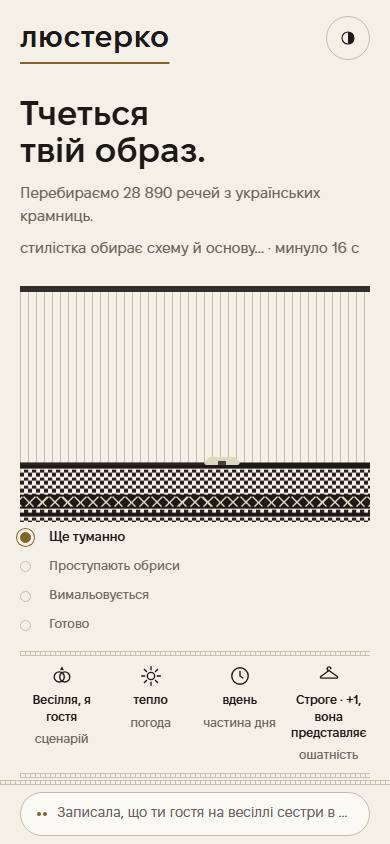 люстерко
Тчеться
твій образ.
Перебираємо 28 890 речей з українських
крамниць.
стилістка обирає схему й основу... · минуло 16 с
Ще туманно
Проступають обриси
Вимальовується
Готово
Весілля, я
гостя
сценарій
тепло
погода
вдень
частина дня
Строге · +1,
вона
представляє
ошатність
Записала, що ти гостя на весіллі сестри в ...